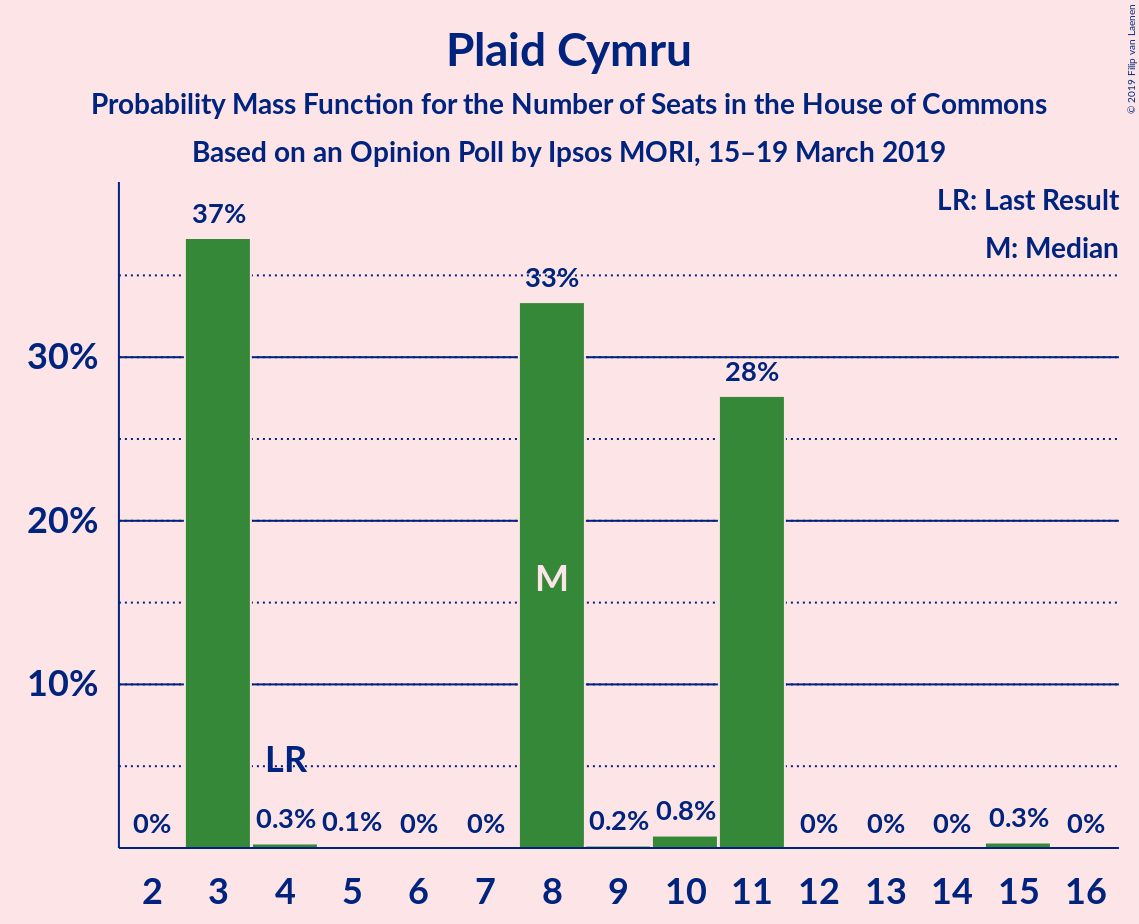 Plaid Cymru
Probability Mass Function for the Number of Seats in the House of Commons
Based on an Opinion Poll by Ipsos MORI, 15–19 March 2019
© 2019 Filip van Laenen
LR: Last Result
M: Median
30%
20%
10%
0%
37%
LR
0.3%
0.1%
0%
0%
33%
M
0.2%
0.8%
28%
0%
0%
0%
0.3%
0%
2 3 4 5 6 7 8 9 10 11 12 13 14 15 16